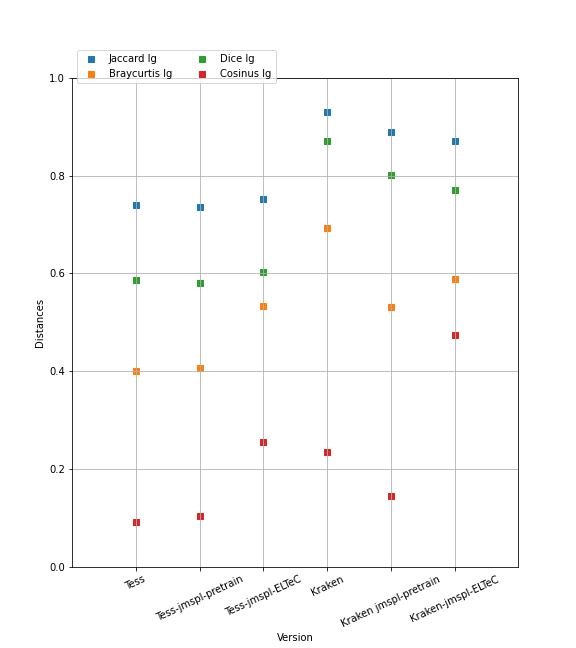 Jaccard lg Dice lg
Braycurtis lg Cosinus lg
1.0
0.8
0.6
0.4
0.2
0.0
Distances
Tess
Tess-jmspl-pretrain
Tess-jmspl-ELTeC
Kraken
Kraken jmspl-pretrain
Kraken-jmspl-ELTeC
Version